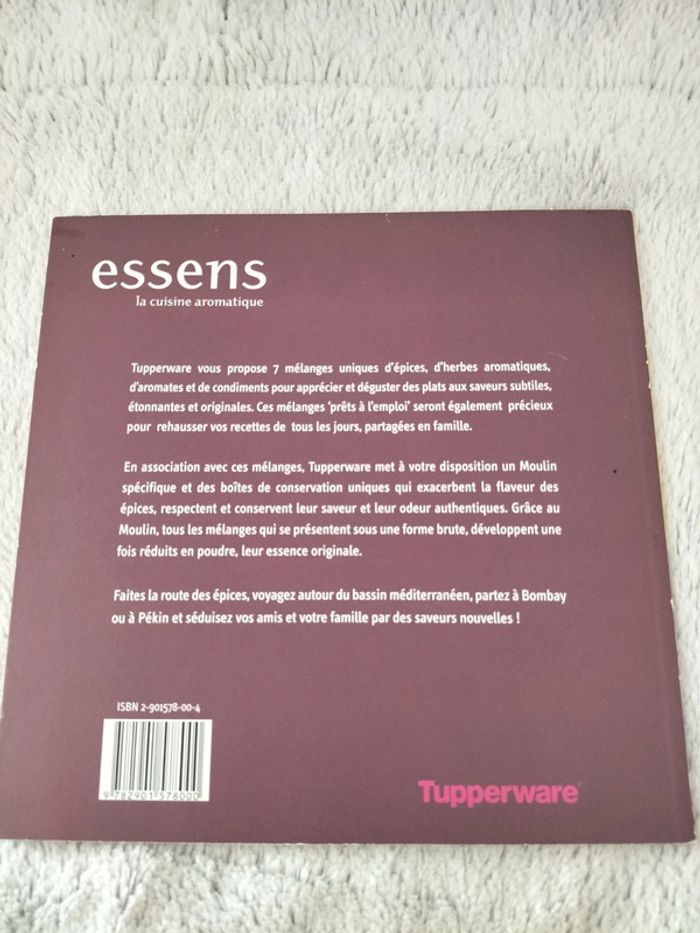 essens
la cuisine aromatique
Tupperware vous propose 7 mélanges uniques d'épices, d'herbes aromatiques,
d'aromates et de condiments pour apprécier et déguster des plats aux saveurs subtiles,
étonnantes et originales. Ces mélanges 'prêts à l'emploi' seront également précieux
pour rehausser vos recettes de tous les jours, partagées en famille.
En association avec ces mélanges, Tupperware met à votre disposition un Moulin
spécifique et des boîtes de conservation uniques qui exacerbent la flaveur des
épices, respectent et conservent leur saveur et leur odeur authentiques. Grâce au
Moulin, tous les mélanges qui se présentent sous une forme brute, développent une
fois réduits en poudre, leur essence originale.
Faites la route des épices, voyagez autour du bassin méditerranéen, partez à Bombay
ou à Pékin et séduisez vos amis et votre famille par des saveurs nouvelles !
ISBN 2-901578-00-4
9 782901 578000
Tupperware